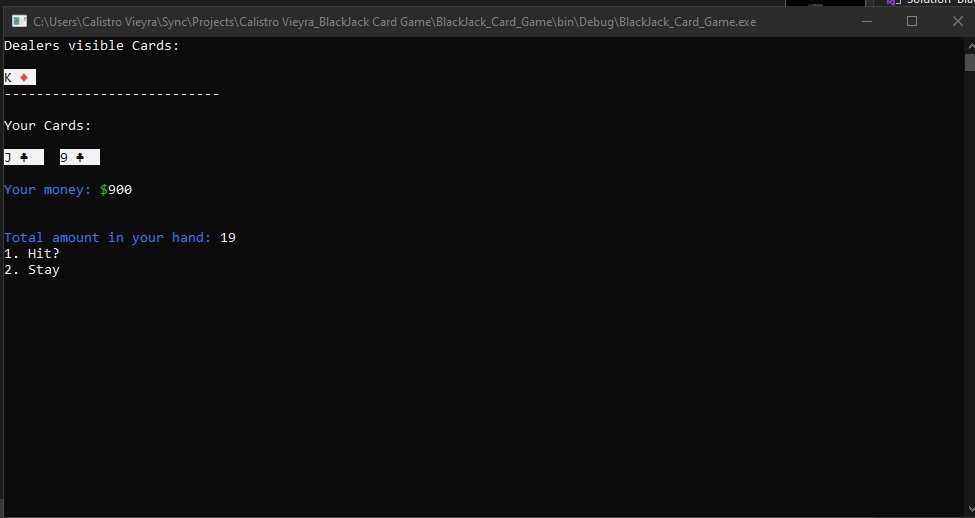 Solution
C:\Users\Calistro Vieyra\Sync\Projects\Calistro Vieyra_BlackJack Card Game\BlackJack_Card_Game\bin\Debug\BlackJack_Card_Game.exe
Dealers visible Cards:
K ♦
---------------------------
Your Cards:
J ♣ 9 ♣
Your money: $900
Total amount in your hand: 19
1. Hit?
2. Stay